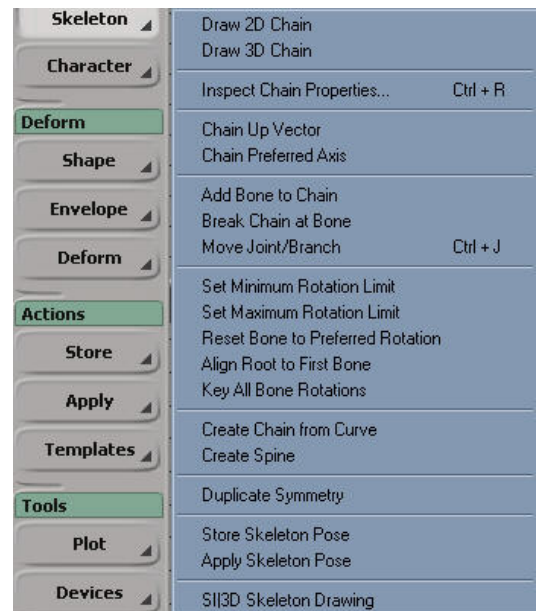 Skeleton
Character
Deform
Shape
Envelope
Deform
Actions
Store
Apply
Templates
Tools
Plot
Devices
Draw 2D Chain
Draw 3D Chain
Inspect Chain Properties... Ctrl + R
Chain Up Vector
Chain Preferred Axis
Add Bone to Chain
Break Chain at Bone
Move Joint/Branch Ctrl + J
Set Minimum Rotation Limit
Set Maximum Rotation Limit
Reset Bone to Preferred Rotation
Align Root to First Bone
Key All Bone Rotations
Create Chain from Curve
Create Spine
Duplicate Symmetry
Store Skeleton Pose
Apply Skeleton Pose
SI|3D Skeleton Drawing